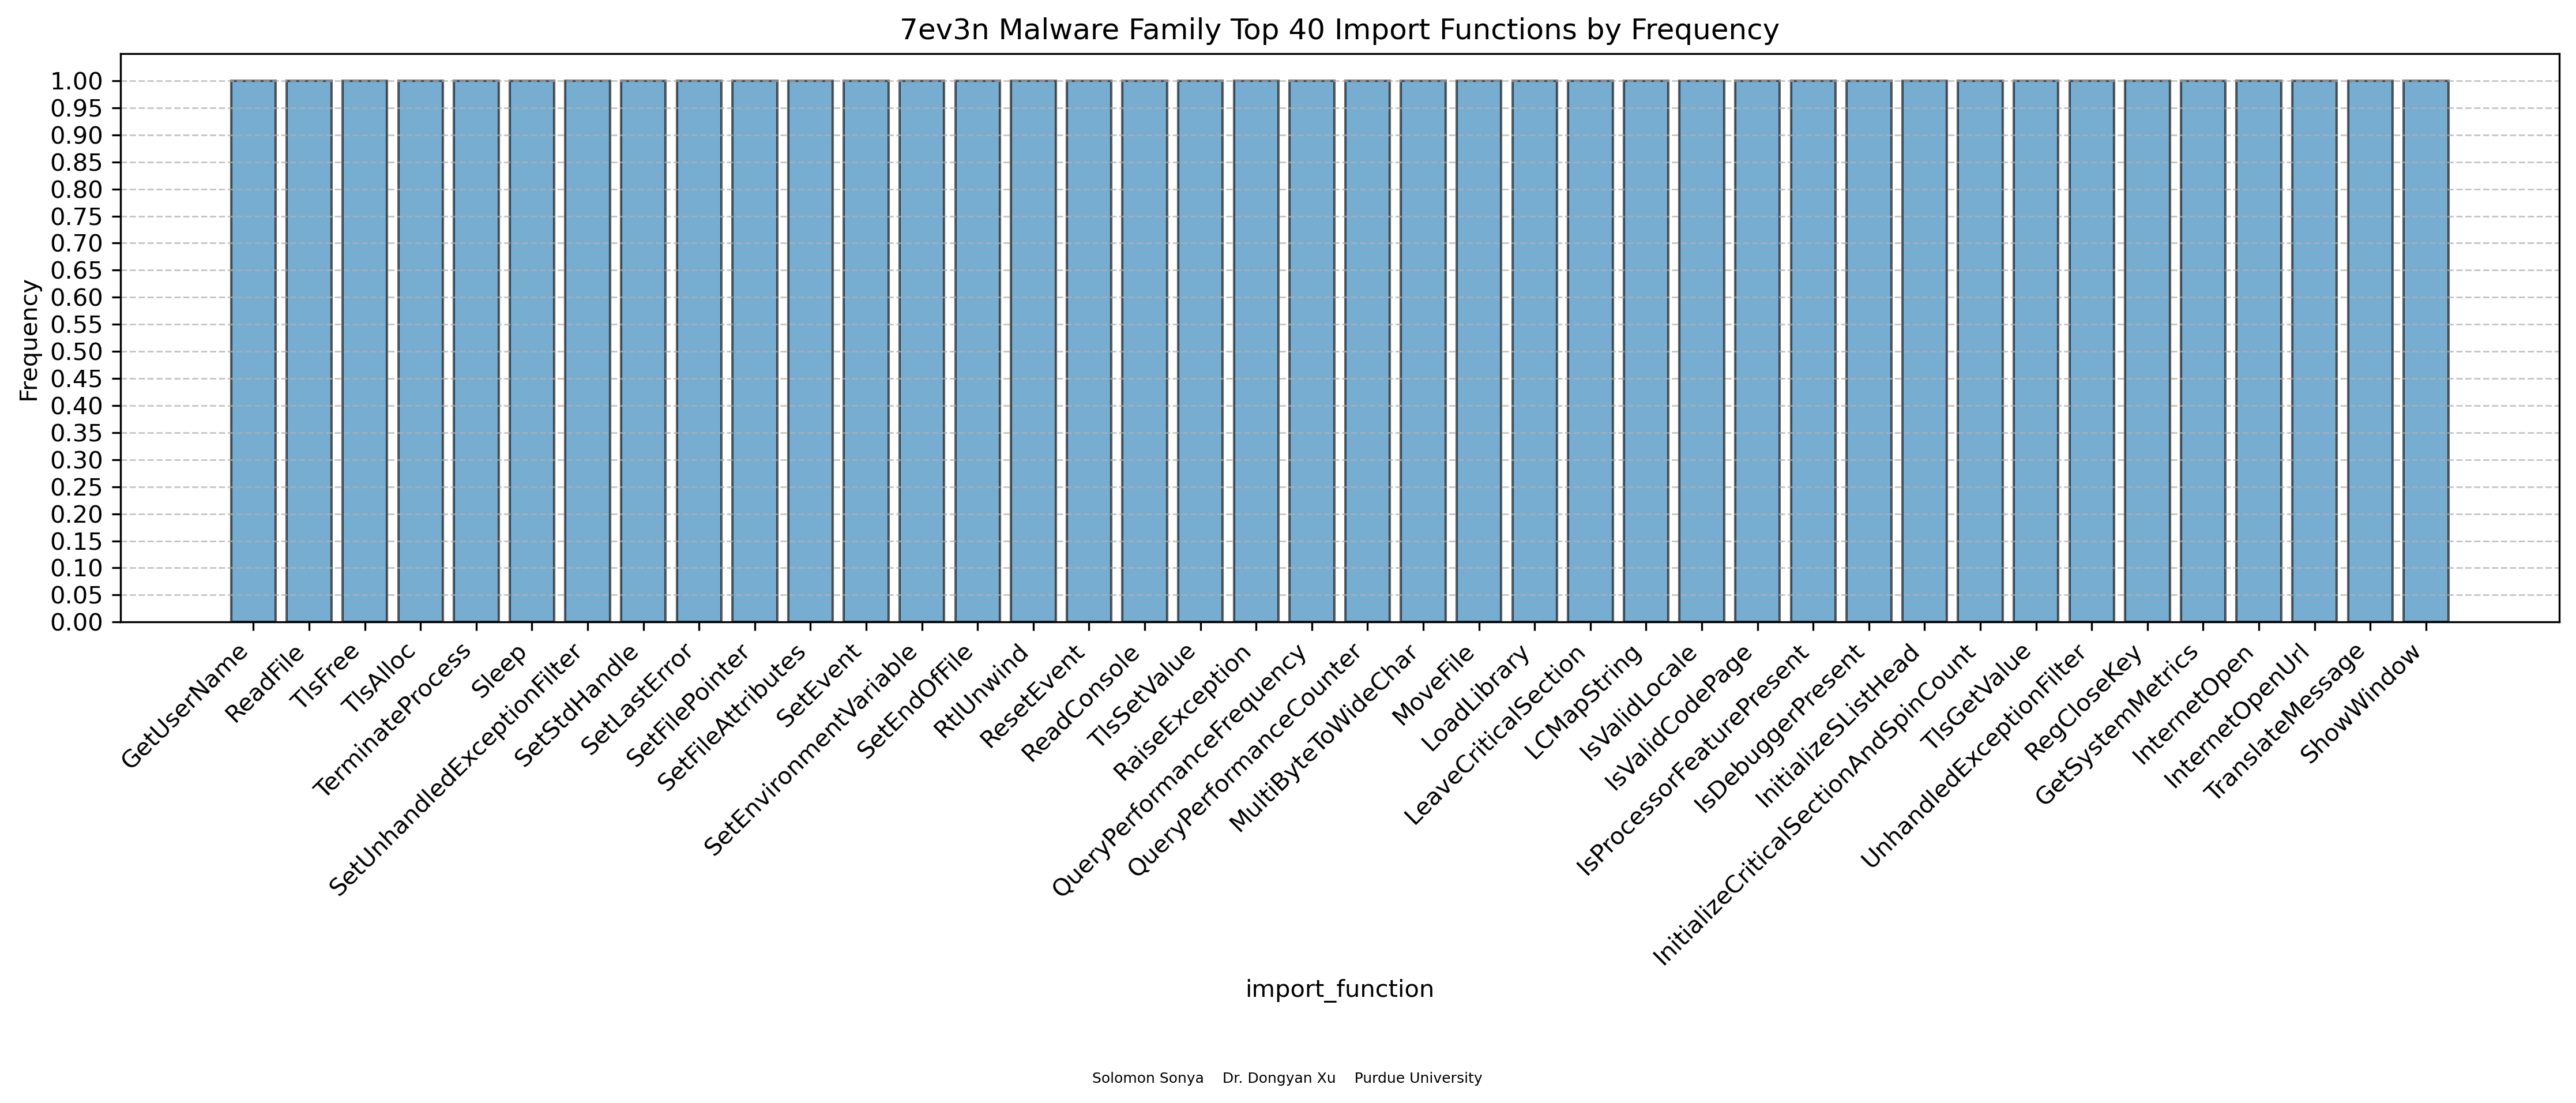 7ev3n Malware Family Top 40 Import Functions by Frequency
Frequency
1.00
0.95
0.90
0.85
0.80
0.75
0.70
0.65
0.60
0.55
0.50
0.45
0.40
0.35
0.30
0.25
0.20
0.15
0.10
0.05
0.00
GetUserName
ReadFile
TlsFree
TlsAlloc
TerminateProcess
Sleep
SetUnhandledExceptionFilter
SetStdHandle
SetLastError
SetFilePointer
SetFileAttributes
SetEvent
SetEnvironmentVariable
SetEndOfFile
RtlUnwind
ResetEvent
ReadConsole
TlsSetValue
RaiseException
QueryPerformanceFrequency
QueryPerformanceCounter
MultiByteToWideChar
MoveFile
LoadLibrary
LeaveCriticalSection
LCMapString
IsValidLocale
IsValidCodePage
IsProcessorFeaturePresent
IsDebuggerPresent
InitializeSListHead
InitializeCriticalSectionAndSpinCount
TlsGetValue
UnhandledExceptionFilter
RegCloseKey
GetSystemMetrics
InternetOpen
InternetOpenUrl
TranslateMessage
ShowWindow
import_function
Solomon Sonya    Dr. Dongyan Xu    Purdue University